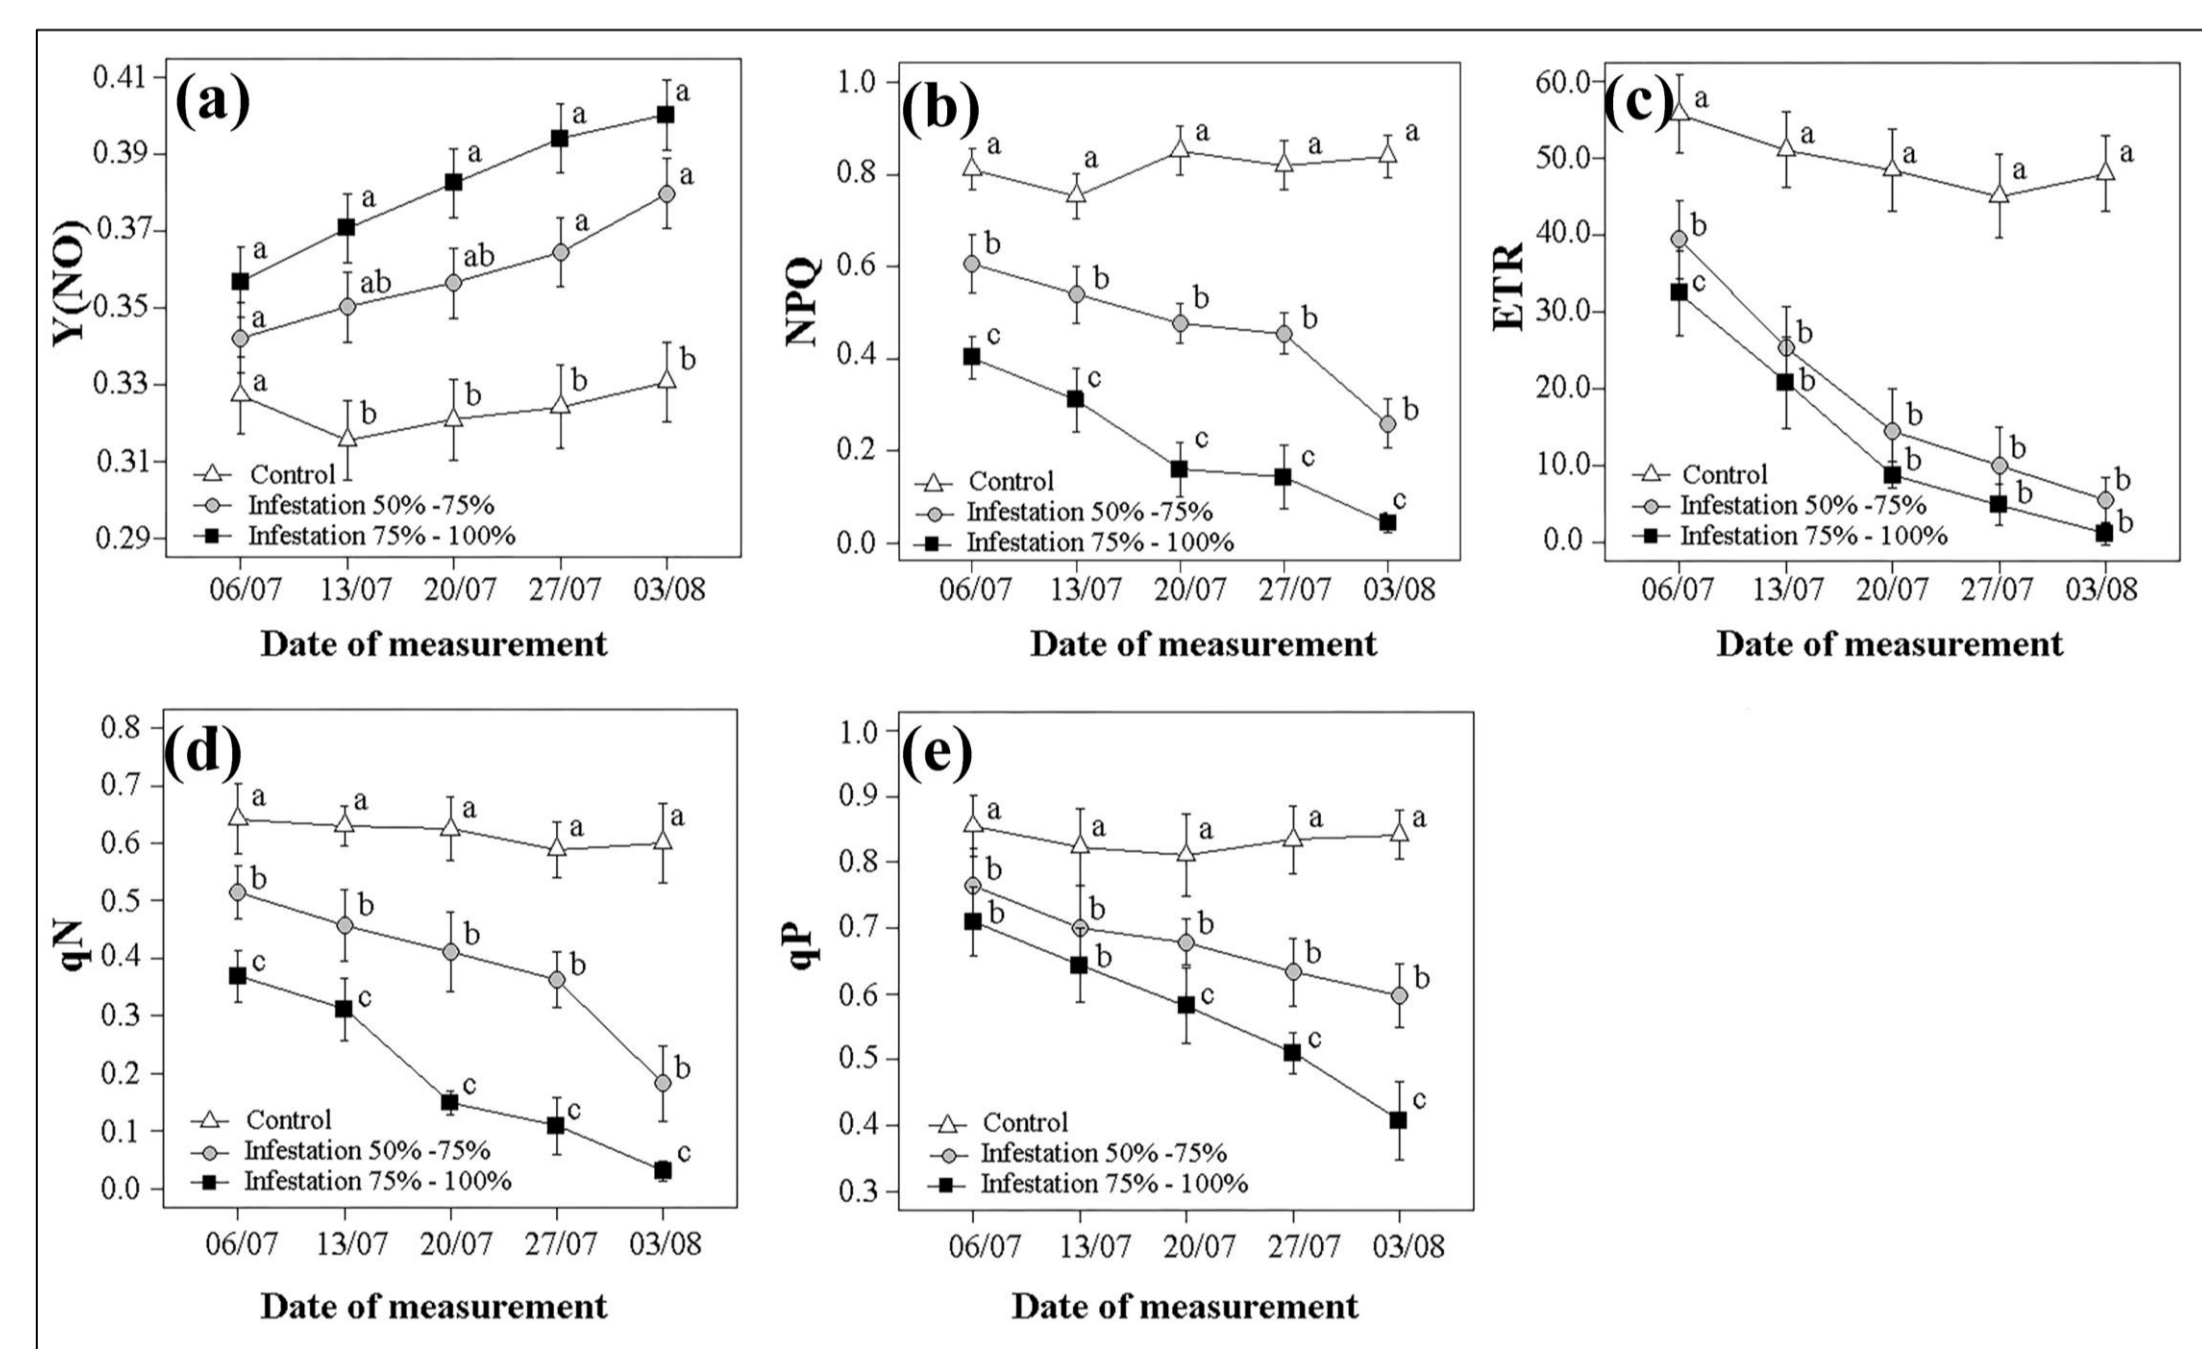 (a)
Y(NO)
0.41
0.39
0.37
0.35
0.33
0.31
0.29
a a a a a
a ab ab a a
a b b b b
Control
Infestation 50% -75%
Infestation 75% - 100%
06/07 13/07 20/07 27/07 03/08
Date of measurement
(b)
NPQ
1.0
0.8
0.6
0.4
0.2
0.0
a a a a a
b b b b b
c c c c c
Control
Infestation 50% -75%
Infestation 75% - 100%
06/07 13/07 20/07 27/07 03/08
Date of measurement
(c)
ETR
60.0
50.0
40.0
30.0
20.0
10.0
0.0
a a a a a
b b b b b
c b b b b
Control
Infestation 50% -75%
Infestation 75% - 100%
06/07 13/07 20/07 27/07 03/08
Date of measurement
(d)
qN
0.8
0.7
0.6
0.5
0.4
0.3
0.2
0.1
0.0
a a a a a
b b b b b
c c c c c
Control
Infestation 50% -75%
Infestation 75% - 100%
06/07 13/07 20/07 27/07 03/08
Date of measurement
(e)
qP
1.0
0.9
0.8
0.7
0.6
0.5
0.4
0.3
a a a a a
b b b b b
b b c c c
Control
Infestation 50% -75%
Infestation 75% - 100%
06/07 13/07 20/07 27/07 03/08
Date of measurement